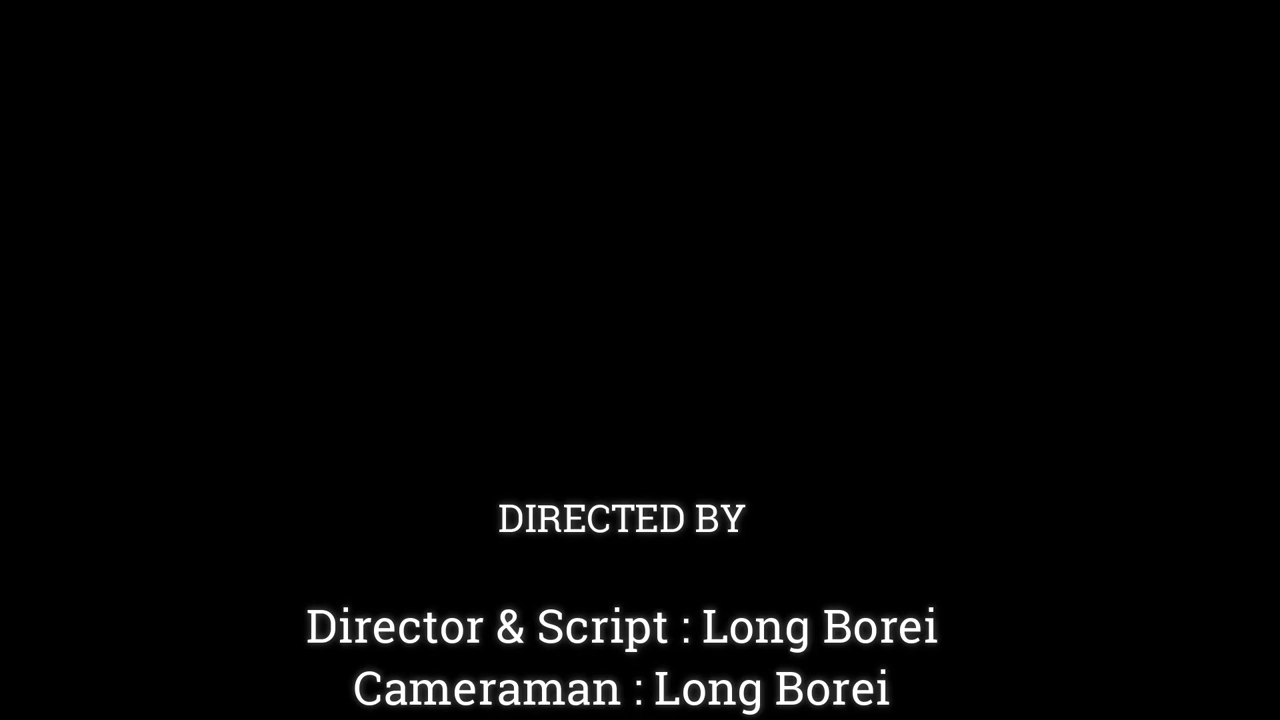 DIRECTED BY
Director & Script : Long Borei
Cameraman : Long Borei